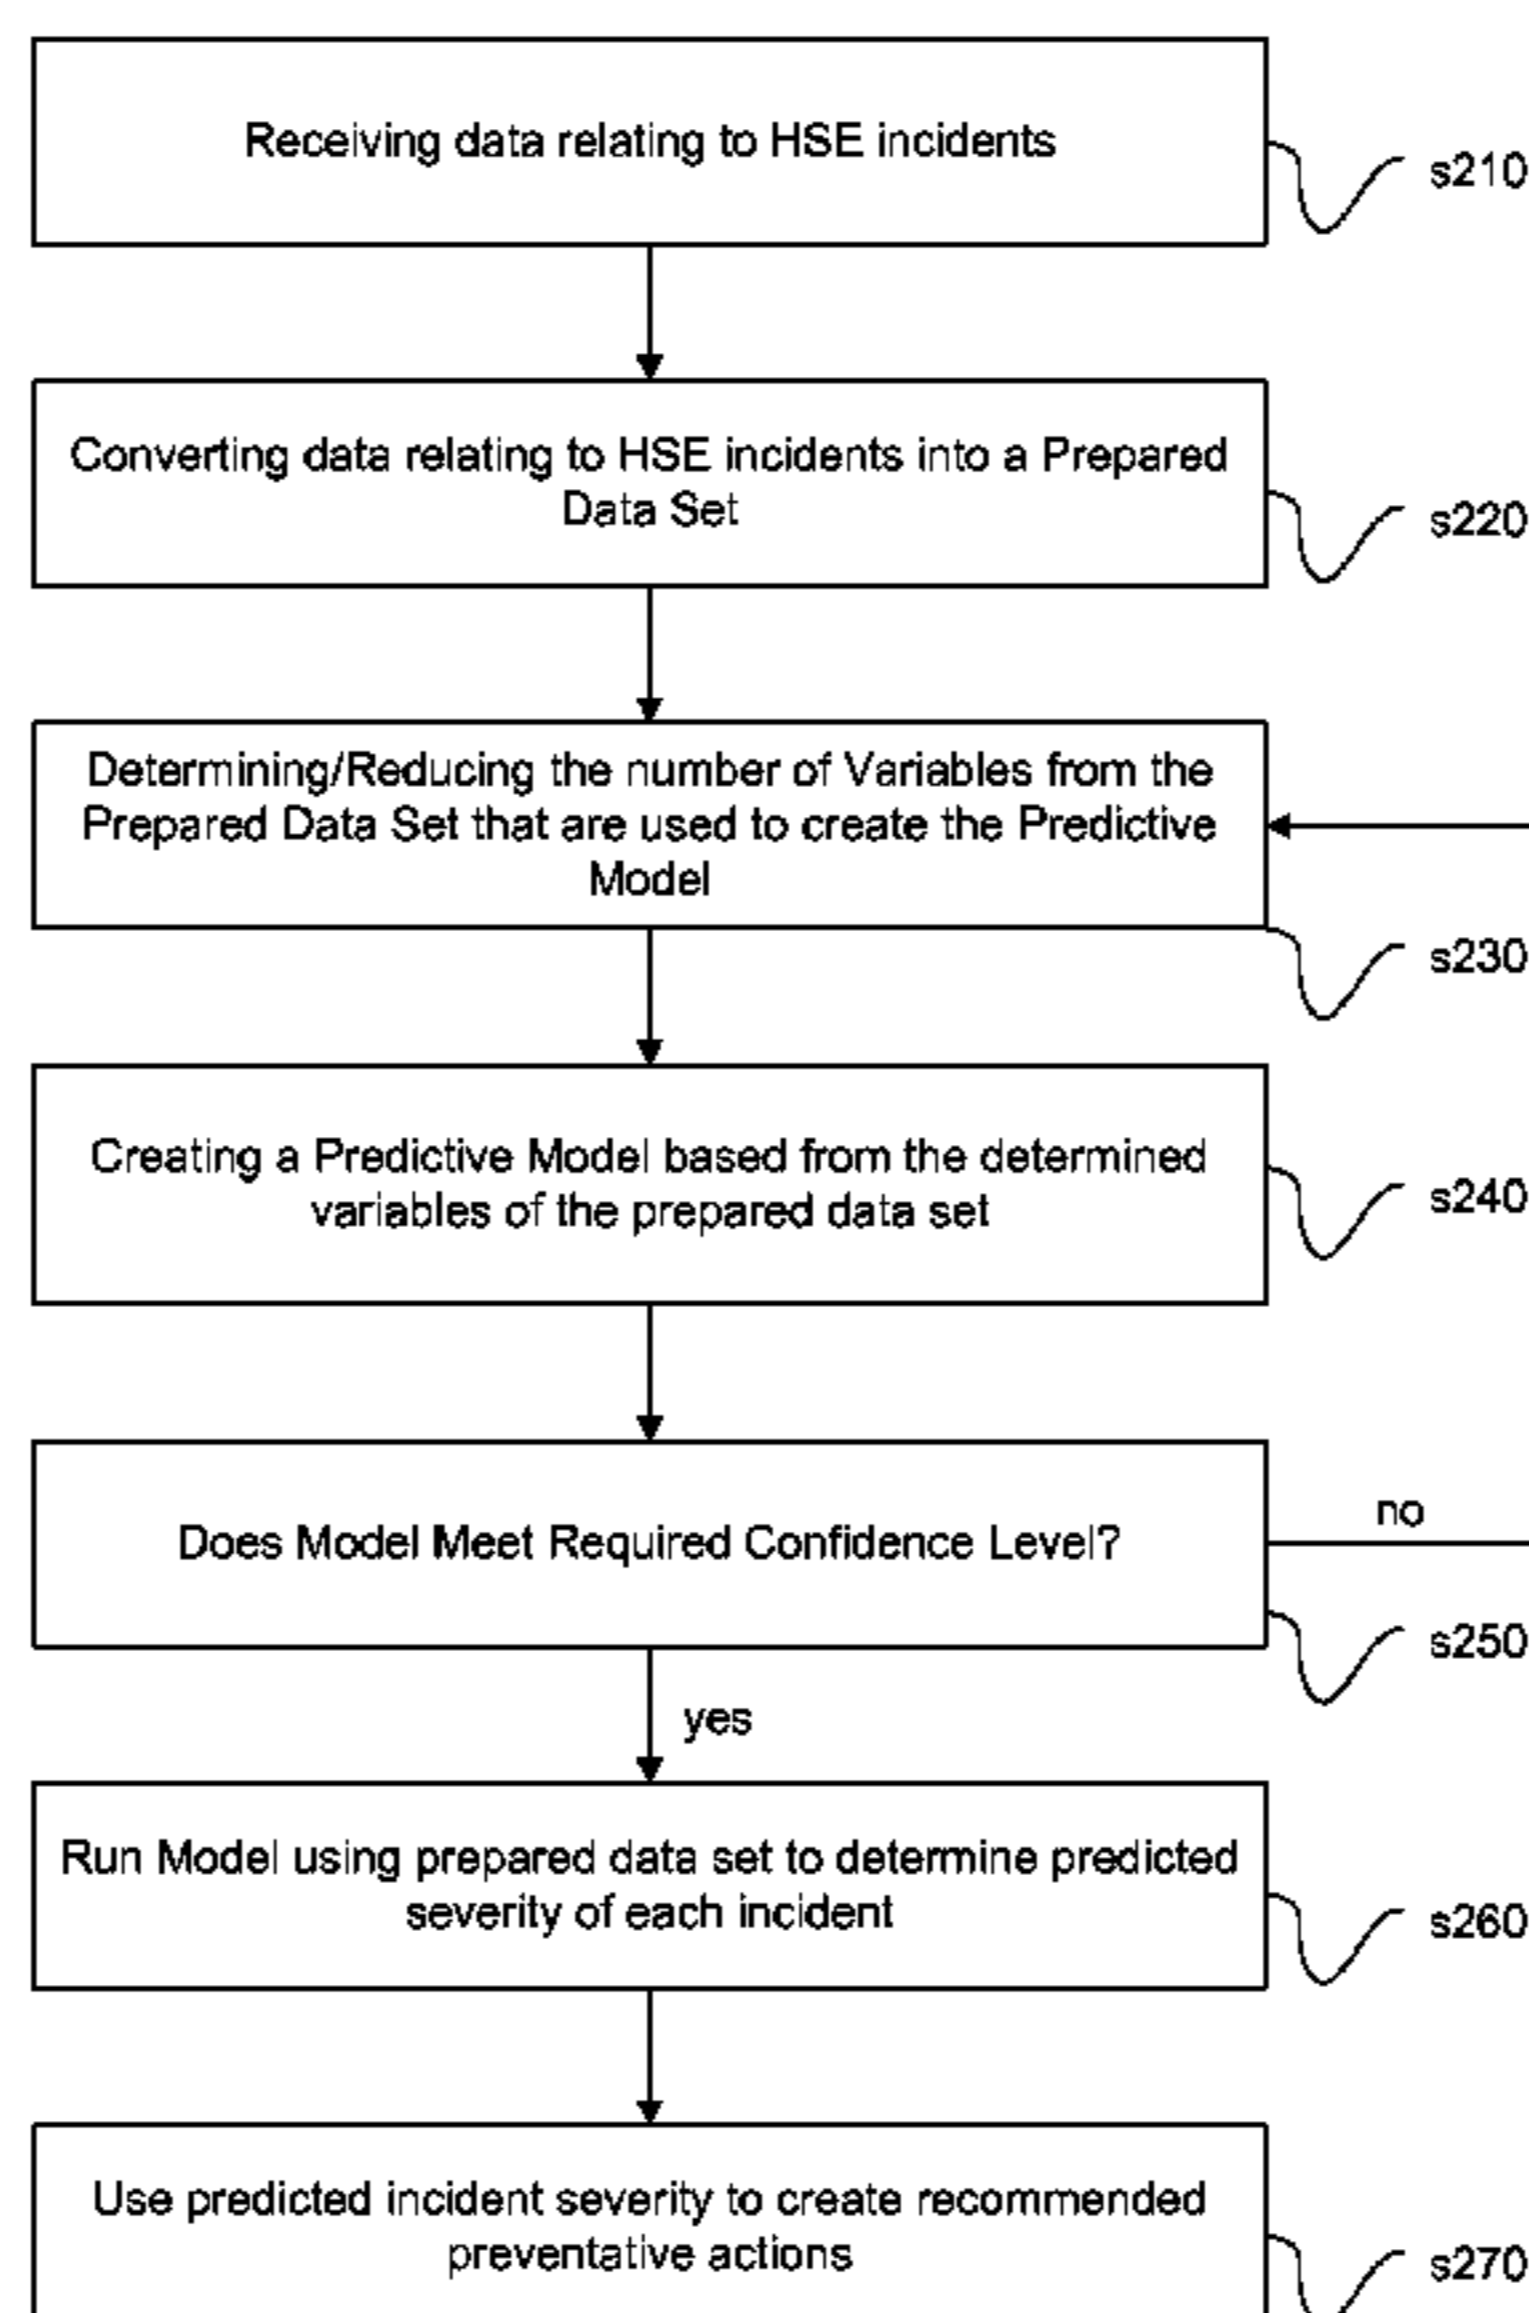 Receiving data relating to HSE incidents
s210
Converting data relating to HSE incidents into a Prepared
Data Set
s220
Determining/Reducing the number of Variables from the
Prepared Data Set that are used to create the Predictive
Model
s230
Creating a Predictive Model based from the determined
variables of the prepared data set
s240
Does Model Meet Required Confidence Level?
no
s250
yes
Run Model using prepared data set to determine predicted
severity of each incident
s260
Use predicted incident severity to create recommended
preventative actions
s270